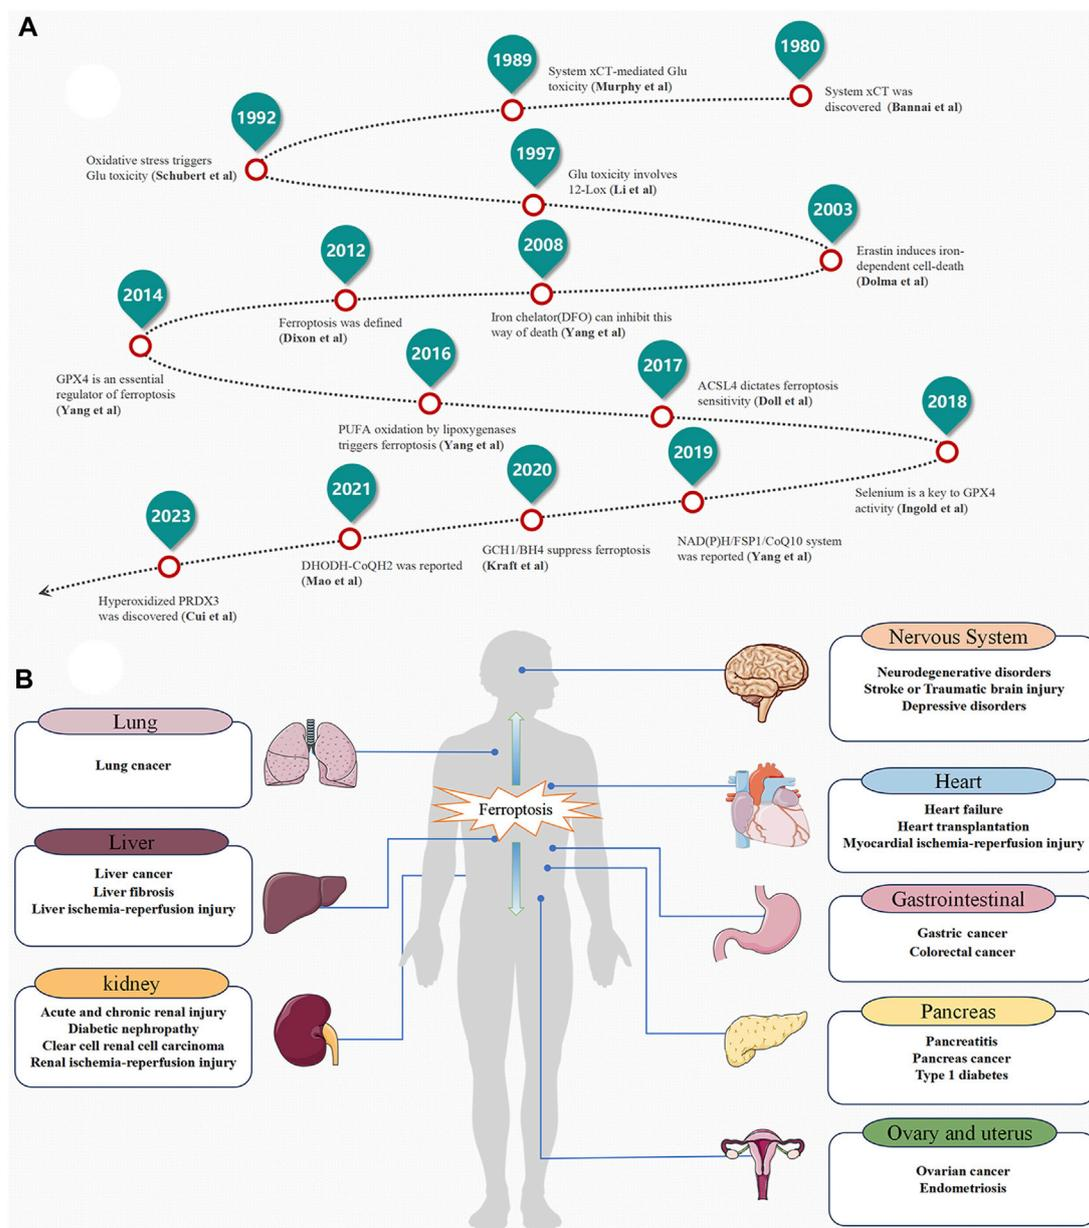 A
1980
System xCT was
discovered (Bannai et al)
1989
System xCT-mediated Glu
toxicity (Murphy et al)
1992
Oxidative stress triggers
Glu toxicity (Schubert et al)
1997
Glu toxicity involves
12-Lox (Li et al)
2003
Erastin induces iron-
dependent cell-death
(Dolma et al)
2008
Iron chelator(DFO) can inhibit this
way of death (Yang et al)
2012
Ferroptosis was defined
(Dixon et al)
2014
GPX4 is an essential
regulator of ferroptosis
(Yang et al)
2016
PUFA oxidation by lipoxygenases
triggers ferroptosis (Yang et al)
2017
ACSL4 dictates ferroptosis
sensitivity (Doll et al)
2018
Selenium is a key to GPX4
activity (Ingold et al)
2019
NAD(P)H/FSP1/CoQ10 system
was reported (Yang et al)
2020
GCH1/BH4 suppress ferroptosis
(Kraft et al)
2021
DHODH-CoQH2 was reported
(Mao et al)
2023
Hyperoxidized PRDX3
was discovered (Cui et al)
B
Lung
Lung cnacer
Liver
Liver cancer
Liver fibrosis
Liver ischemia-reperfusion injury
kidney
Acute and chronic renal injury
Diabetic nephropathy
Clear cell renal cell carcinoma
Renal ischemia-reperfusion injury
Ferroptosis
Nervous System
Neurodegenerative disorders
Stroke or Traumatic brain injury
Depressive disorders
Heart
Heart failure
Heart transplantation
Myocardial ischemia-reperfusion injury
Gastrointestinal
Gastric cancer
Colorectal cancer
Pancreas
Pancreatitis
Pancreas cancer
Type 1 diabetes
Ovary and uterus
Ovarian cancer
Endometriosis